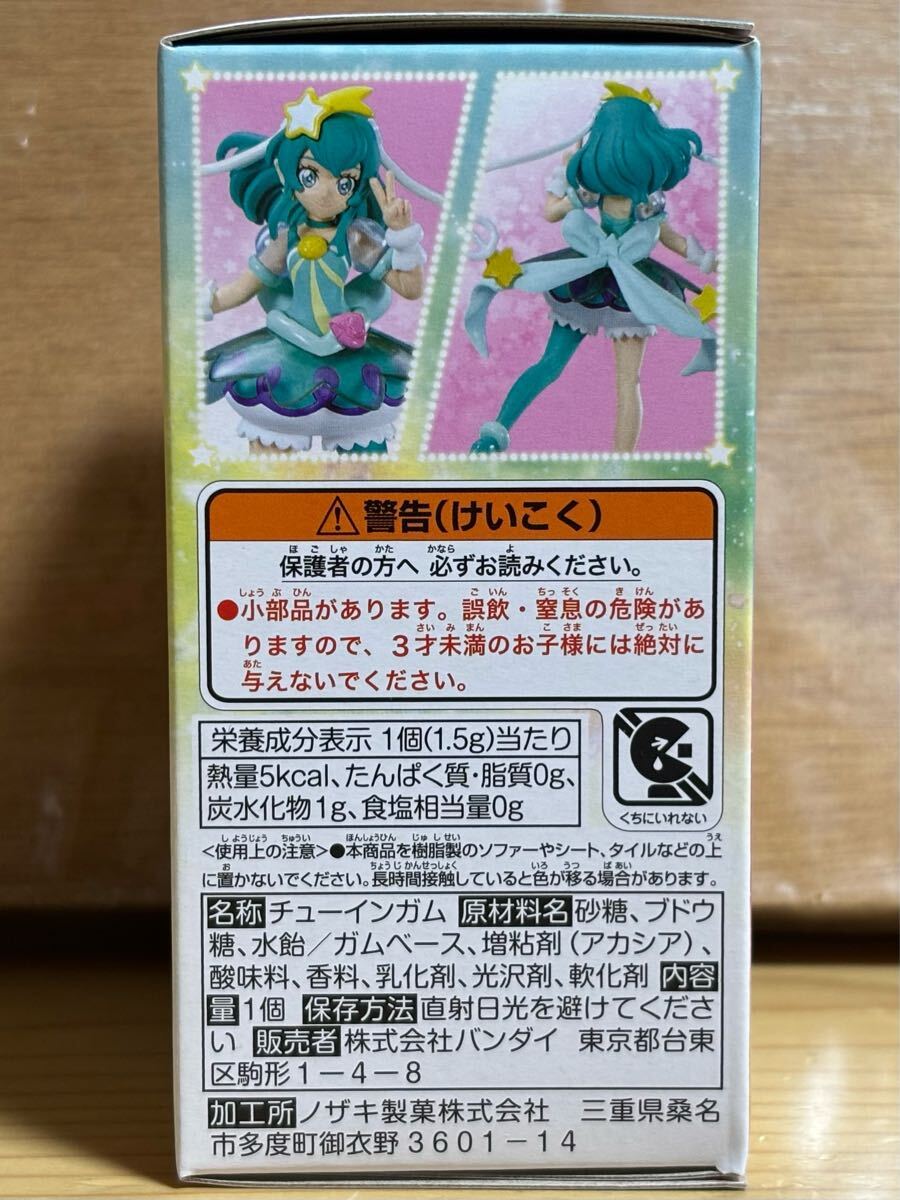 警告(けいこく)
保護者の方へ 必ずお読みください。
●小部品があります。誤飲・窒息の危険があ
りますので、3才未満のお子様には絶対に
与えないでください。
栄養成分表示 1個(1.5g)当たり
熱量5kcal、たんぱく質・脂質0g、
炭水化物1g、食塩相当量0g
くちにいれない
<使用上の注意>●本商品を樹脂製のソファーやシート、タイルなどの上
に置かないでください。長時間接触していると色が移る場合があります。
名称 チューインガム 原材料名 砂糖、ブドウ
糖、水飴/ガムベース、増粘剤(アカシア)、
酸味料、香料、乳化剤、光沢剤、軟化剤 内容
量 1個 保存方法 直射日光を避けてくださ
い 販売者 株式会社バンダイ 東京都台東
区駒形1-4-8
加工所 ノザキ製菓株式会社 三重県桑名
市多度町御衣野3601-14